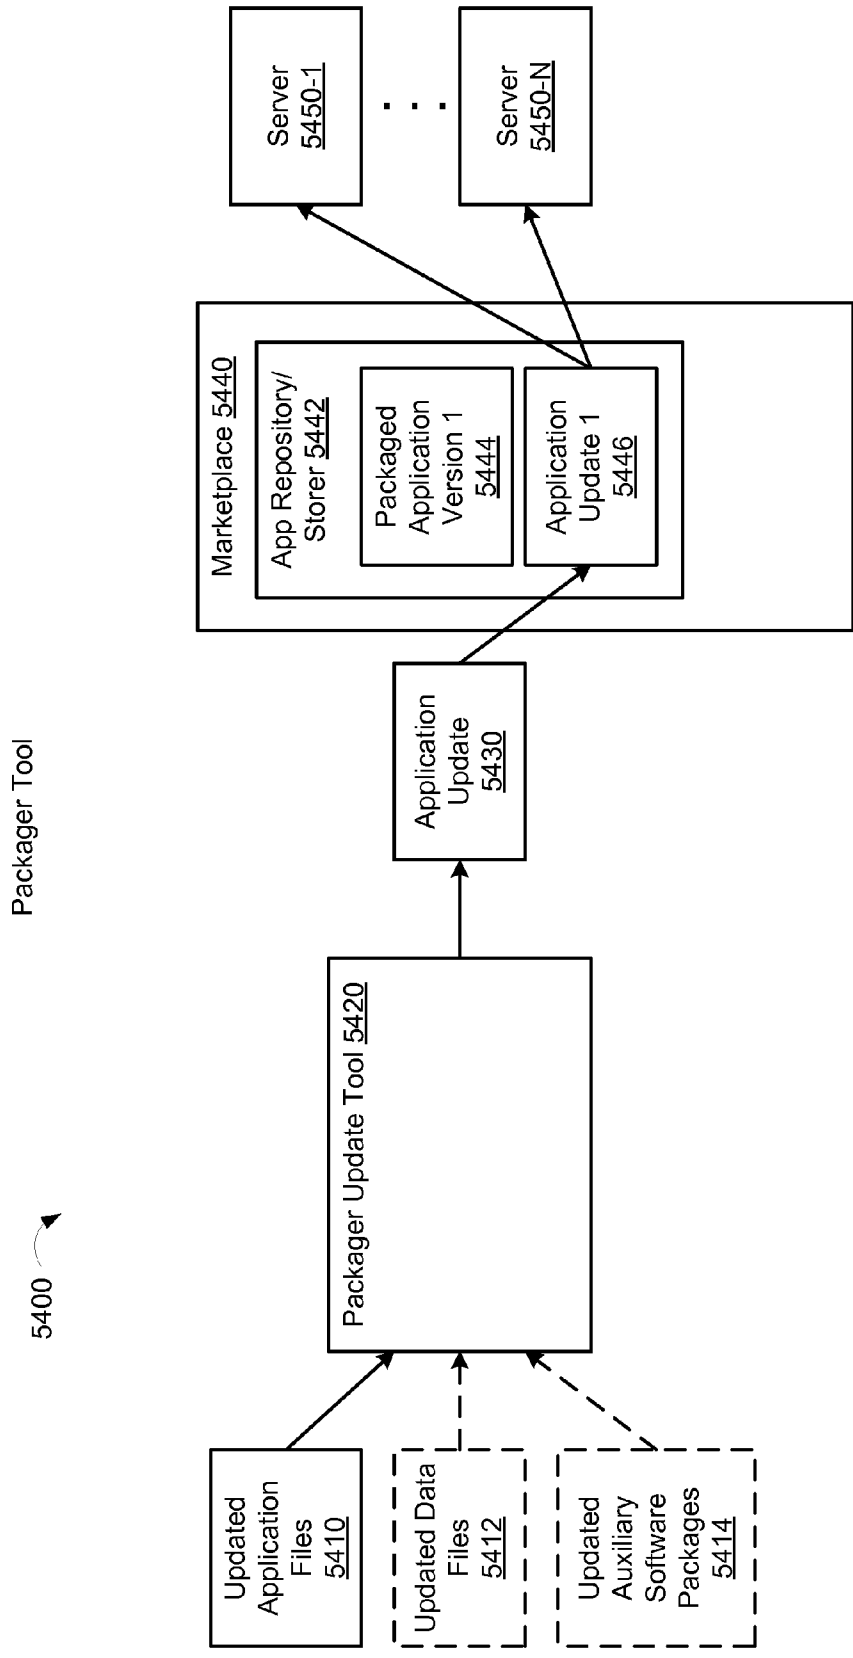 Packager Tool
5400
Updated
Application
Files
5410
Updated Data
Files
5412
Updated
Auxiliary
Software
Packages
5414
Packager Update Tool 5420
Application
Update
5430
Marketplace 5440
App Repository/
Storer 5442
Packaged
Application
Version 1
5444
Application
Update 1
5446
Server
5450-1
. . .
Server
5450-N